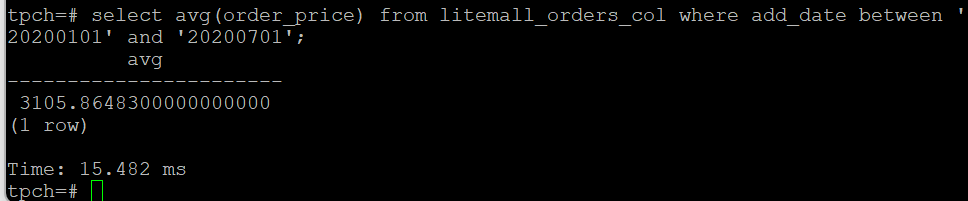 tpch=# select avg(order_price) from litemall_orders_col where add_date between '
20200101' and '20200701';
avg
-----------------------
3105.8648300000000000
(1 row)
Time: 15.482 ms
tpch=#